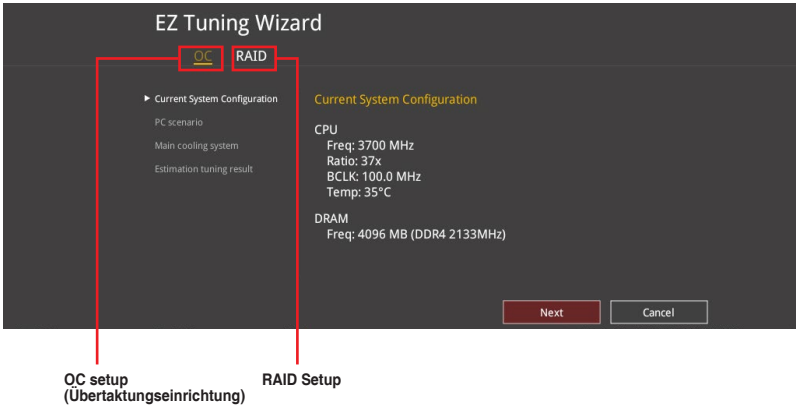 EZ Tuning Wizard
OC RAID
Current System Configuration
PC scenario
Main cooling system
Estimation tuning result
Current System Configuration
CPU
Freq: 3700 MHz
Ratio: 37x
BCLK: 100.0 MHz
Temp: 35°C
DRAM
Freq: 4096 MB (DDR4 2133MHz)
Next Cancel
OC setup
(Übertaktungseinrichtung)
RAID Setup